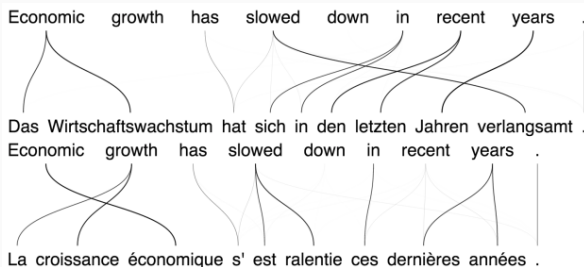 Economic growth has slowed down in recent years .
Das Wirtschaftswachstum hat sich in den letzten Jahren verlangsamt .
Economic growth has slowed down in recent years .
La croissance économique s' est ralentie ces dernières années .